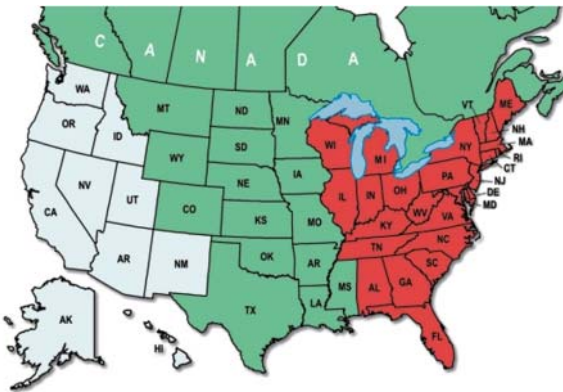 C A N A D A
WA
MT
ND
MN
VT
ME
OR
ID
SD
WI
MI
NY
NH
MA
WY
RI
CT
IA
PA
NJ
NE
NV
UT
IL
IN
OH
DE
MD
CO
WV
VA
CA
KS
MO
KY
NC
TN
OK
AR
AR
NM
SC
MS
AL
GA
TX
LA
AK
HI
FL